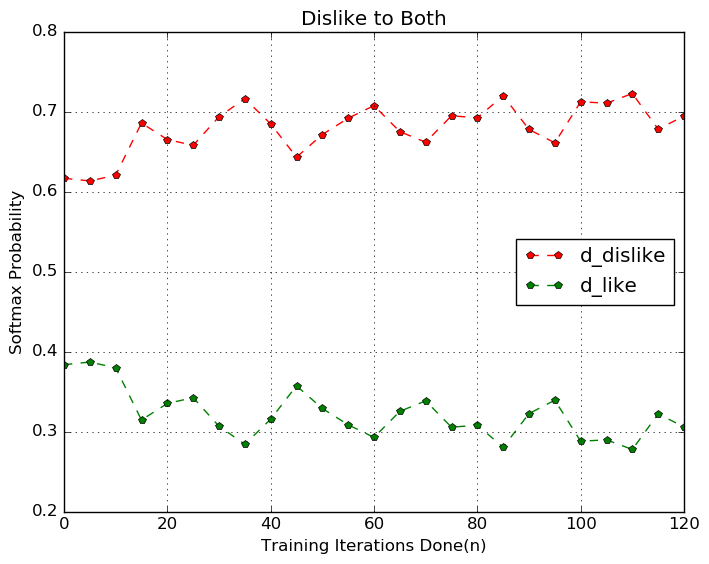 Dislike to Both
0.8
0.7
0.6
0.5
0.4
0.3
0.2
Softmax Probability
d_dislike
d_like
0 20 40 60 80 100 120
Training Iterations Done(n)